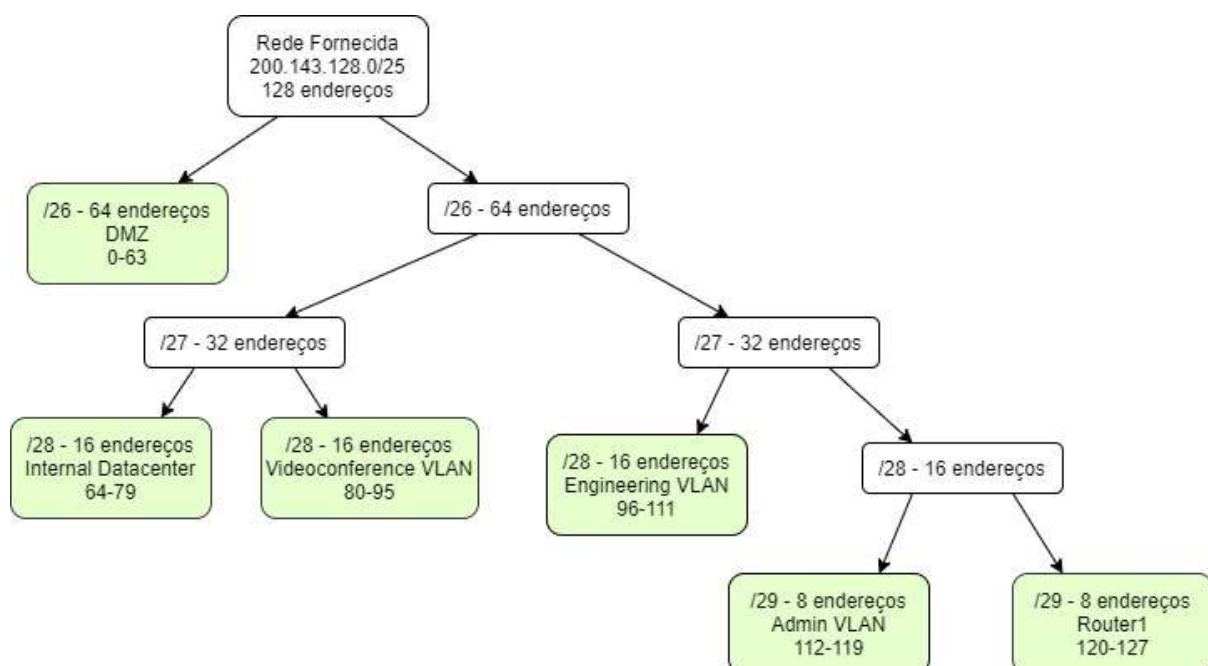 Rede Fornecida
200.143.128.0/25
128 endereços
/26 - 64 endereços
DMZ
0-63
/26 - 64 endereços
/27 - 32 endereços
/27 - 32 endereços
/28 - 16 endereços
Internal Datacenter
64-79
/28 - 16 endereços
Videoconference VLAN
80-95
/28 - 16 endereços
Engineering VLAN
96-111
/28 - 16 endereços
/29 - 8 endereços
Admin VLAN
112-119
/29 - 8 endereços
Router1
120-127